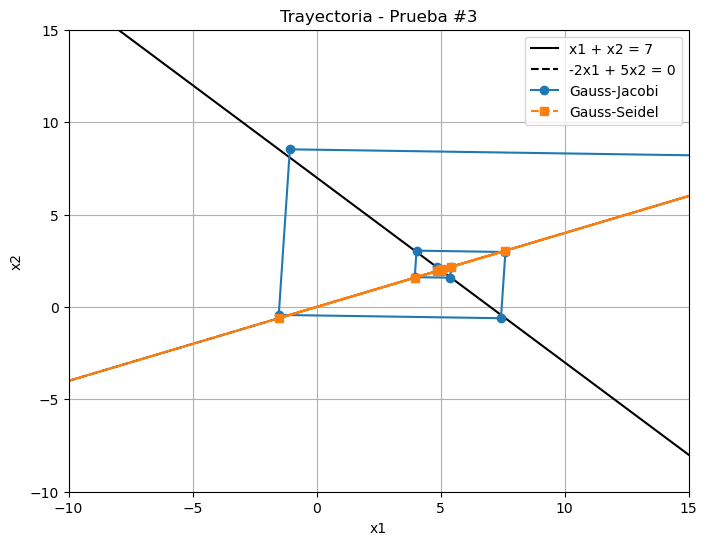 Trayectoria - Prueba #3
x1 + x2 = 7
-2x1 + 5x2 = 0
Gauss-Jacobi
Gauss-Seidel
15
10
5
0
−5
−10
x2
−10
−5
0
5
10
15
x1